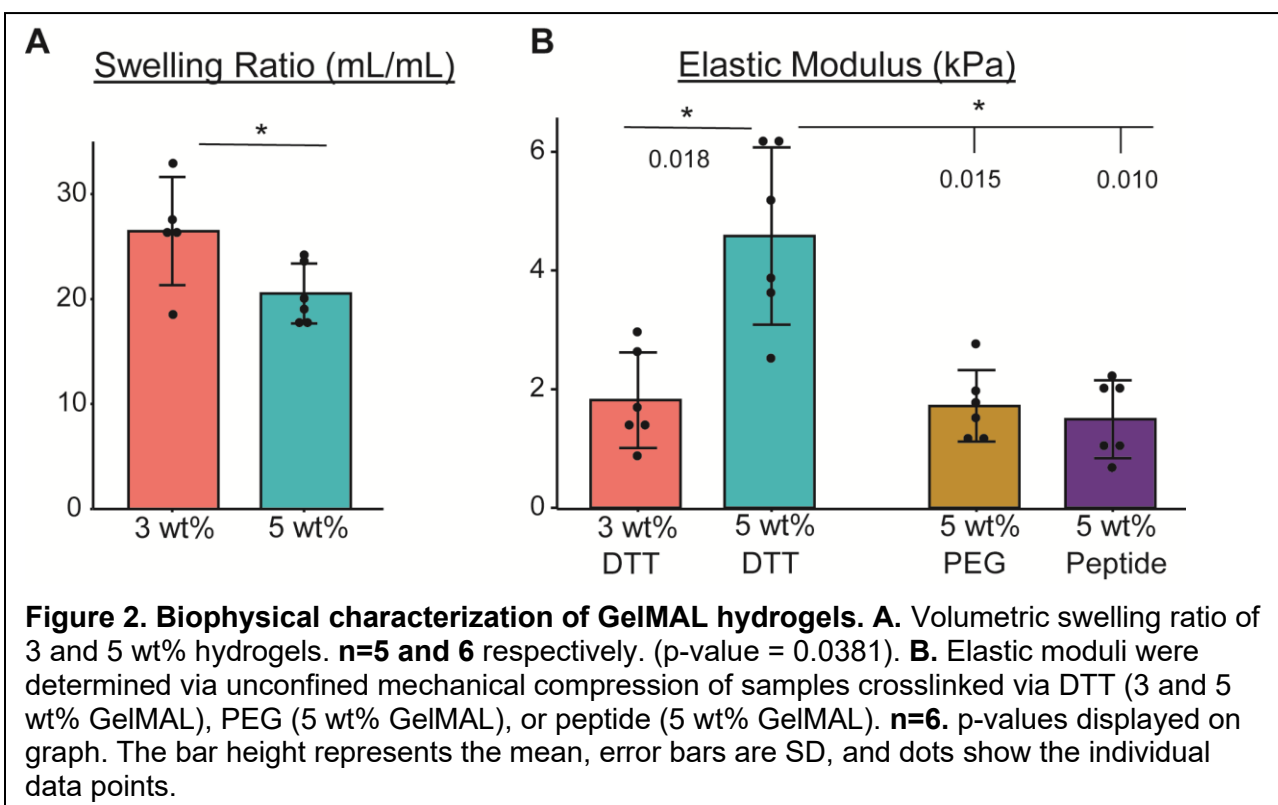 A
Swelling Ratio (mL/mL)
*
30
20
10
0
3 wt%
5 wt%
B
Elastic Modulus (kPa)
*
*
0.018
0.015
0.010
6
4
2
0
3 wt%
DTT
5 wt%
DTT
5 wt%
PEG
5 wt%
Peptide
Figure 2. Biophysical characterization of GelMAL hydrogels. A. Volumetric swelling ratio of
3 and 5 wt% hydrogels. n=5 and 6 respectively. (p-value = 0.0381). B. Elastic moduli were
determined via unconfined mechanical compression of samples crosslinked via DTT (3 and 5
wt% GelMAL), PEG (5 wt% GelMAL), or peptide (5 wt% GelMAL). n=6. p-values displayed on
graph. The bar height represents the mean, error bars are SD, and dots show the individual
data points.